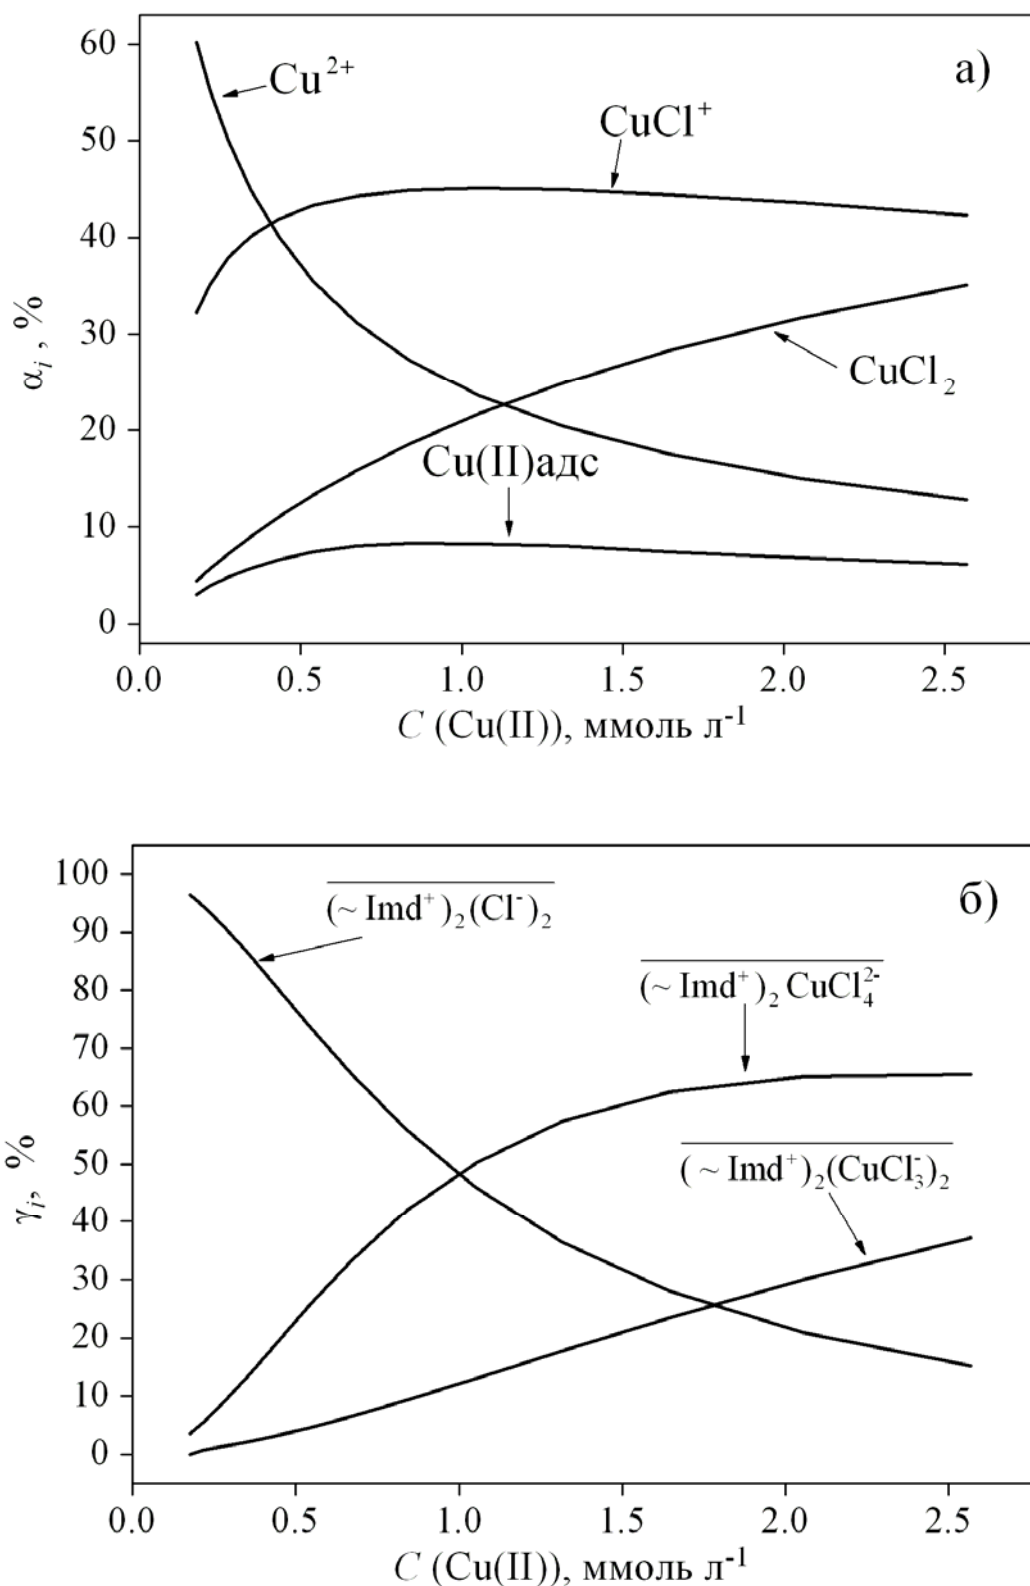 а)
60
50
40
30
20
10
0
αᵢ , %
Cu²⁺
CuCl⁺
CuCl₂
Cu(II)адс
0.0 0.5 1.0 1.5 2.0 2.5
C (Cu(II)), ммоль л⁻¹
б)
100
90
80
70
60
50
40
30
20
10
0
γᵢ, %
(~ Imd⁺)₂(Cl⁻)₂
(~ Imd⁺)₂ CuCl₄²⁻
( ~ Imd⁺)₂(CuCl₃⁻)₂
0.0 0.5 1.0 1.5 2.0 2.5
C (Cu(II)), ммоль л⁻¹